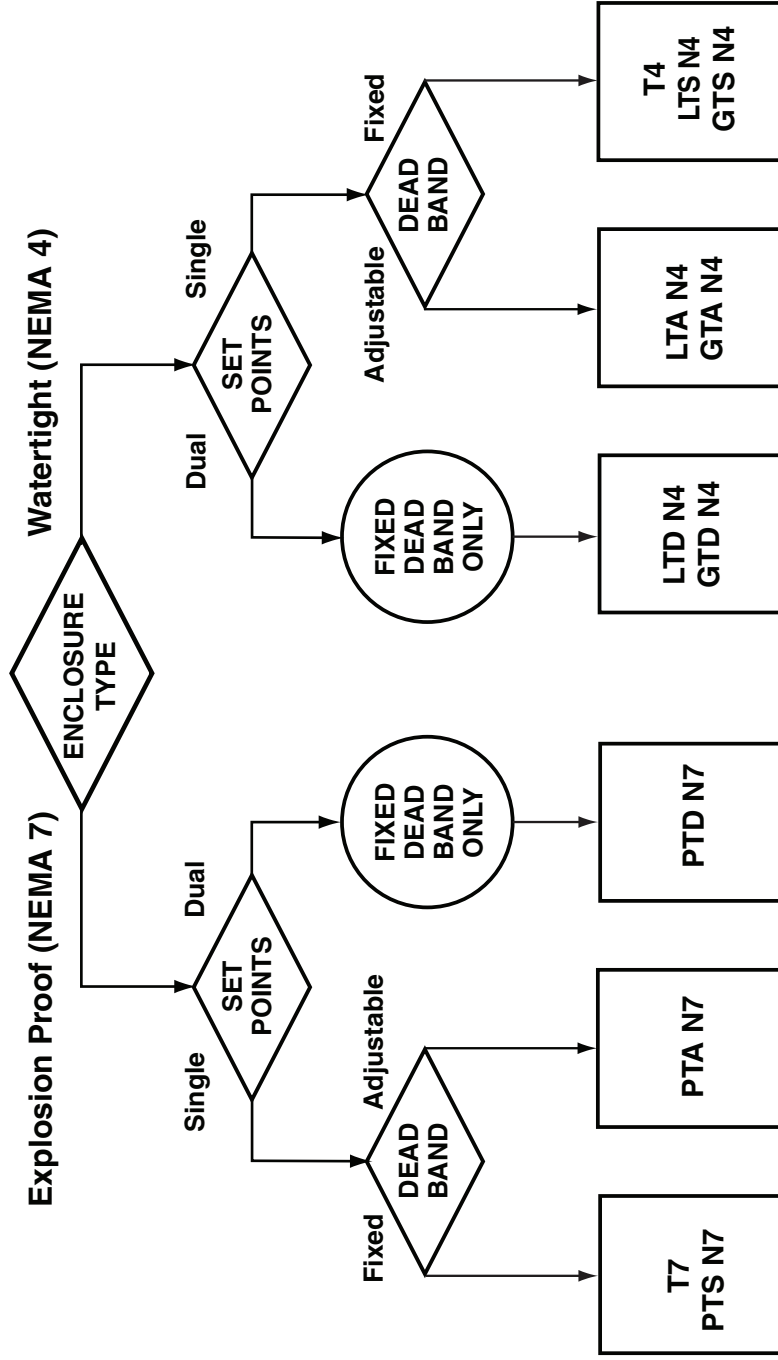 ENCLOSURE
TYPE
Explosion Proof (NEMA 7)
Watertight (NEMA 4)
SET
POINTS
Single
Dual
SET
POINTS
Dual
Single
DEAD
BAND
Fixed
Adjustable
FIXED
DEAD
BAND
ONLY
FIXED
DEAD
BAND
ONLY
DEAD
BAND
Adjustable
Fixed
T7
PTS N7
PTA N7
PTD N7
LTD N4
GTD N4
LTA N4
GTA N4
T4
LTS N4
GTS N4